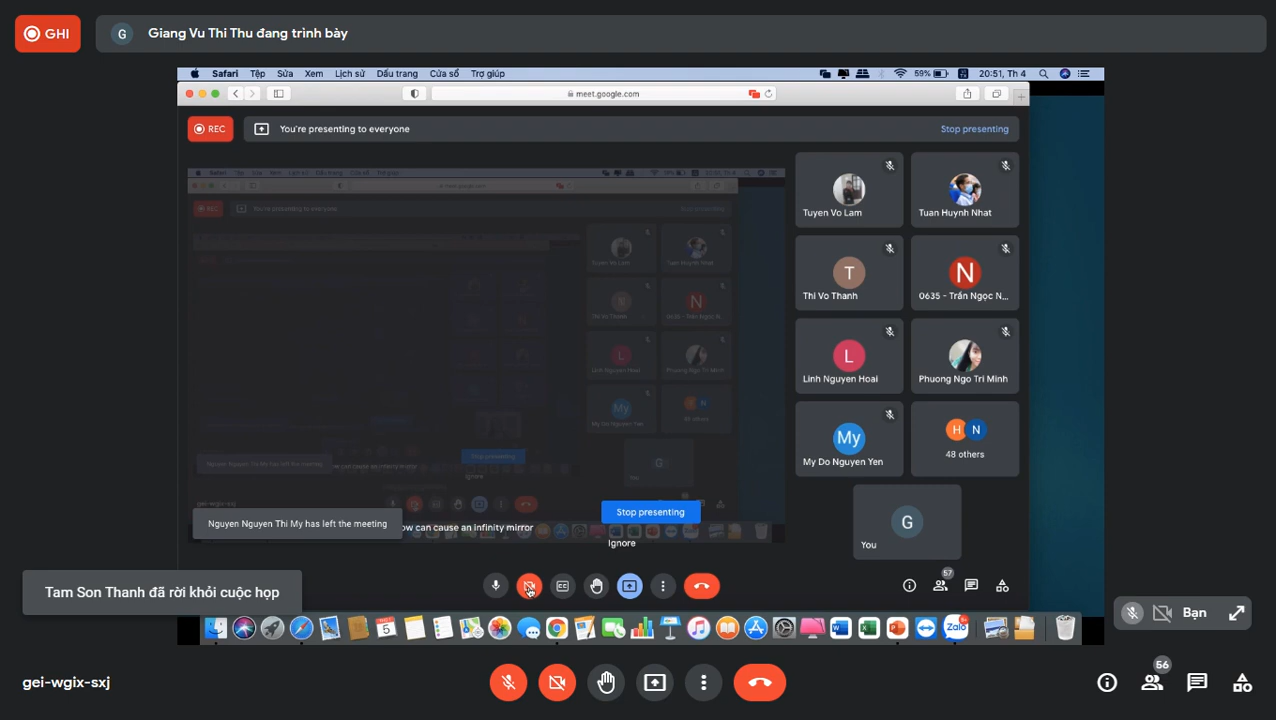 GHI
G
Giang Vu Thi Thu đang trình bày
Safari Tệp Sửa Xem Lịch sử Dấu trang Cửa sổ Trợ giúp
59% 20:51, Th 4
meet.google.com
REC
You're presenting to everyone
Stop presenting
Tuyen Vo Lam
Tuan Huynh Nhat
T
N
Thi Vo Thanh
0635 - Trần Ngọc N...
L
Linh Nguyen Hoai
Phuong Ngo Tri Minh
My
H N
My Do Nguyen Yen
48 others
G
You
Stop presenting
Nguyen Nguyen Thi My has left the meeting
ow can cause an infinity mirror
Ignore
57
Tam Son Thanh đã rời khỏi cuộc họp
Bạn
gei-wgix-sxj
56